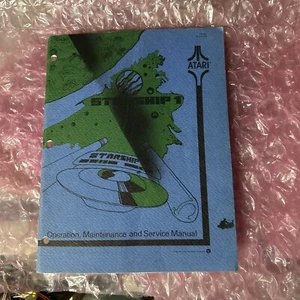 ATARI®
STARSHIP 1
STARSHIP
Operation, Maintenance and Service Manual